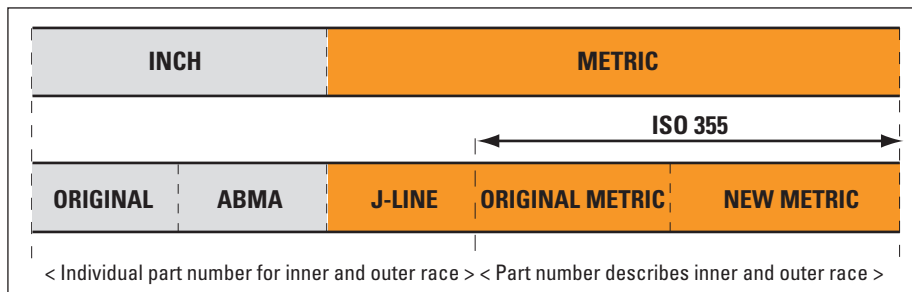 INCH METRIC
ISO 355
ORIGINAL ABMA J-LINE ORIGINAL METRIC NEW METRIC
< Individual part number for inner and outer race > < Part number describes inner and outer race >